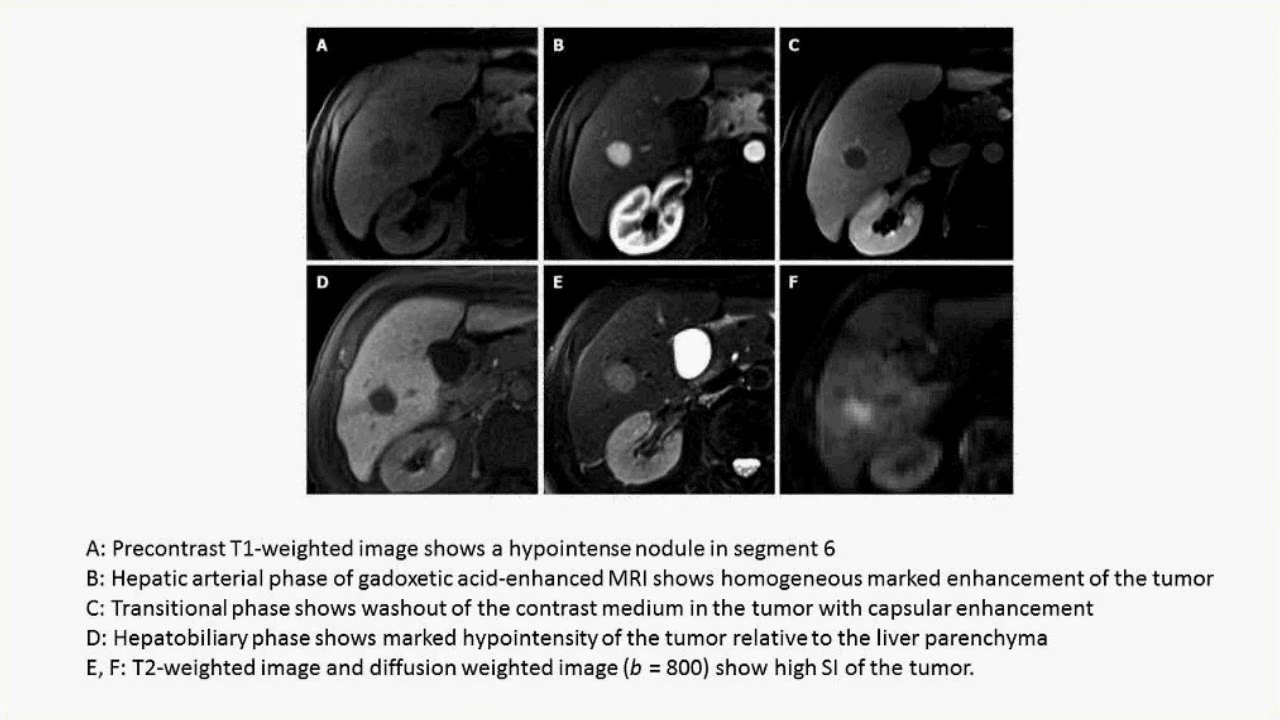 A
B
C
D
E
F
A: Precontrast T1-weighted image shows a hypointense nodule in segment 6
B: Hepatic arterial phase of gadoxetic acid-enhanced MRI shows homogeneous marked enhancement of the tumor
C: Transitional phase shows washout of the contrast medium in the tumor with capsular enhancement
D: Hepatobiliary phase shows marked hypointensity of the tumor relative to the liver parenchyma
E, F: T2-weighted image and diffusion weighted image (b = 800) show high SI of the tumor.